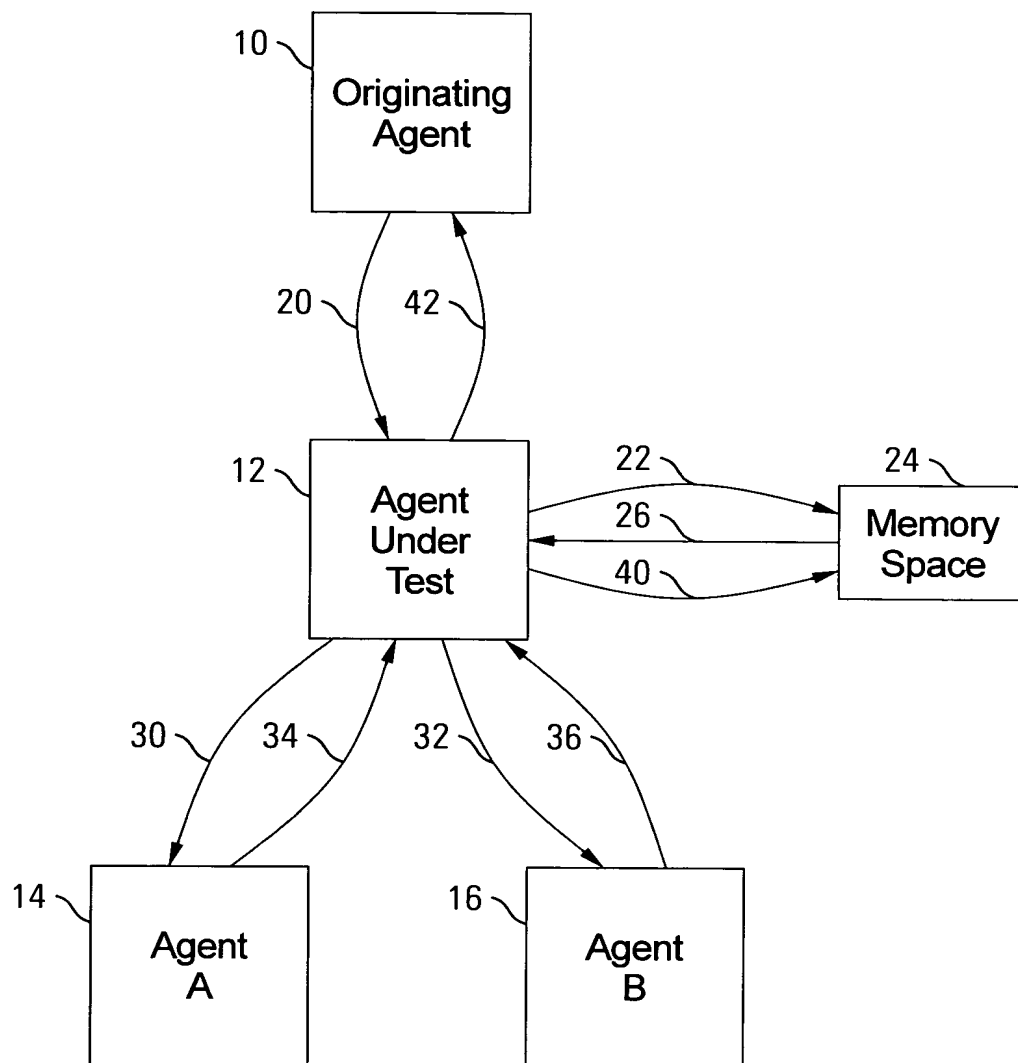 10
Originating
Agent
20
42
12
Agent
Under
Test
22
24
26
Memory
Space
40
30
34
32
36
14
Agent
A
16
Agent
B